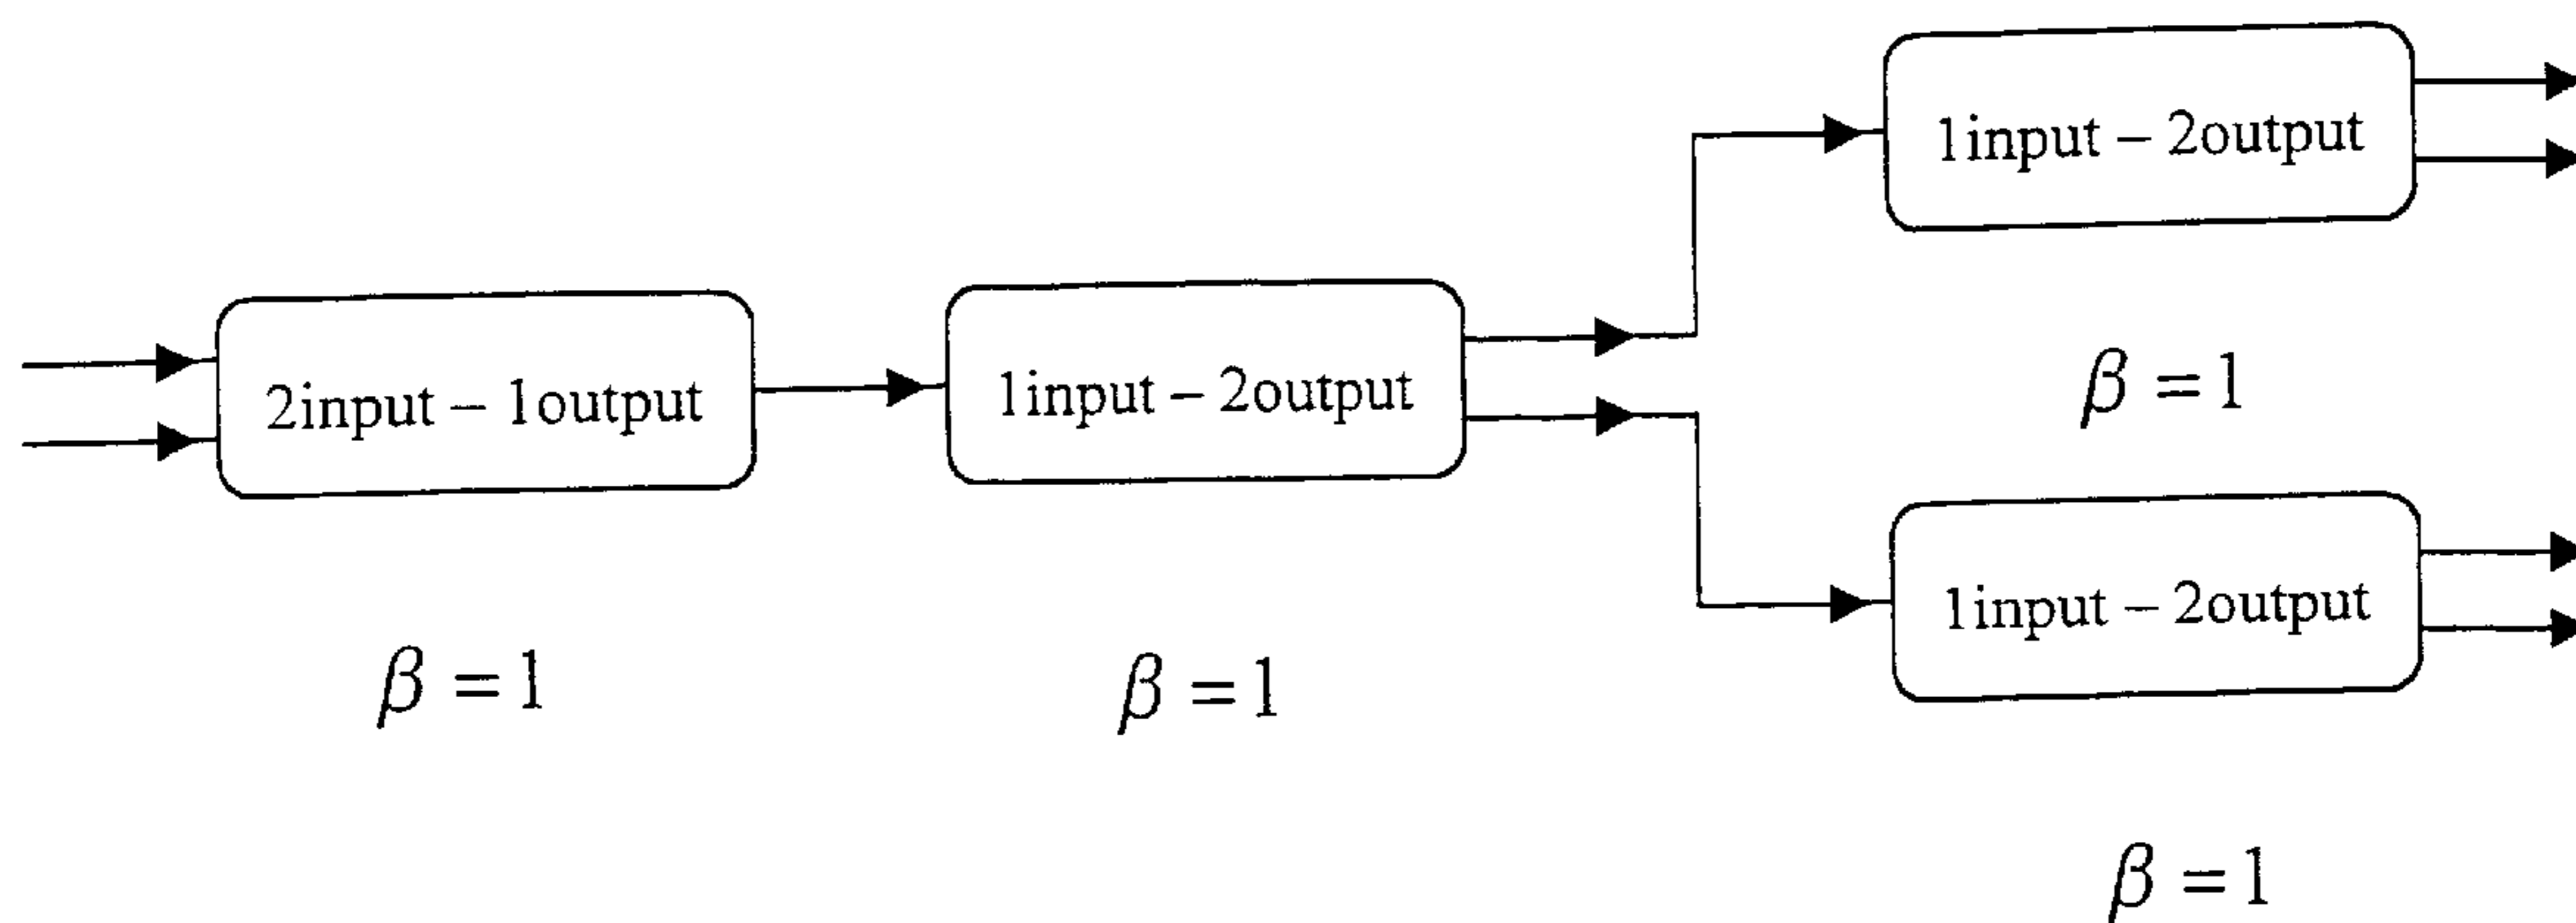 1input – 2output
β = 1
2input – 1output
1input – 2output
1input – 2output
β = 1
β = 1
β = 1